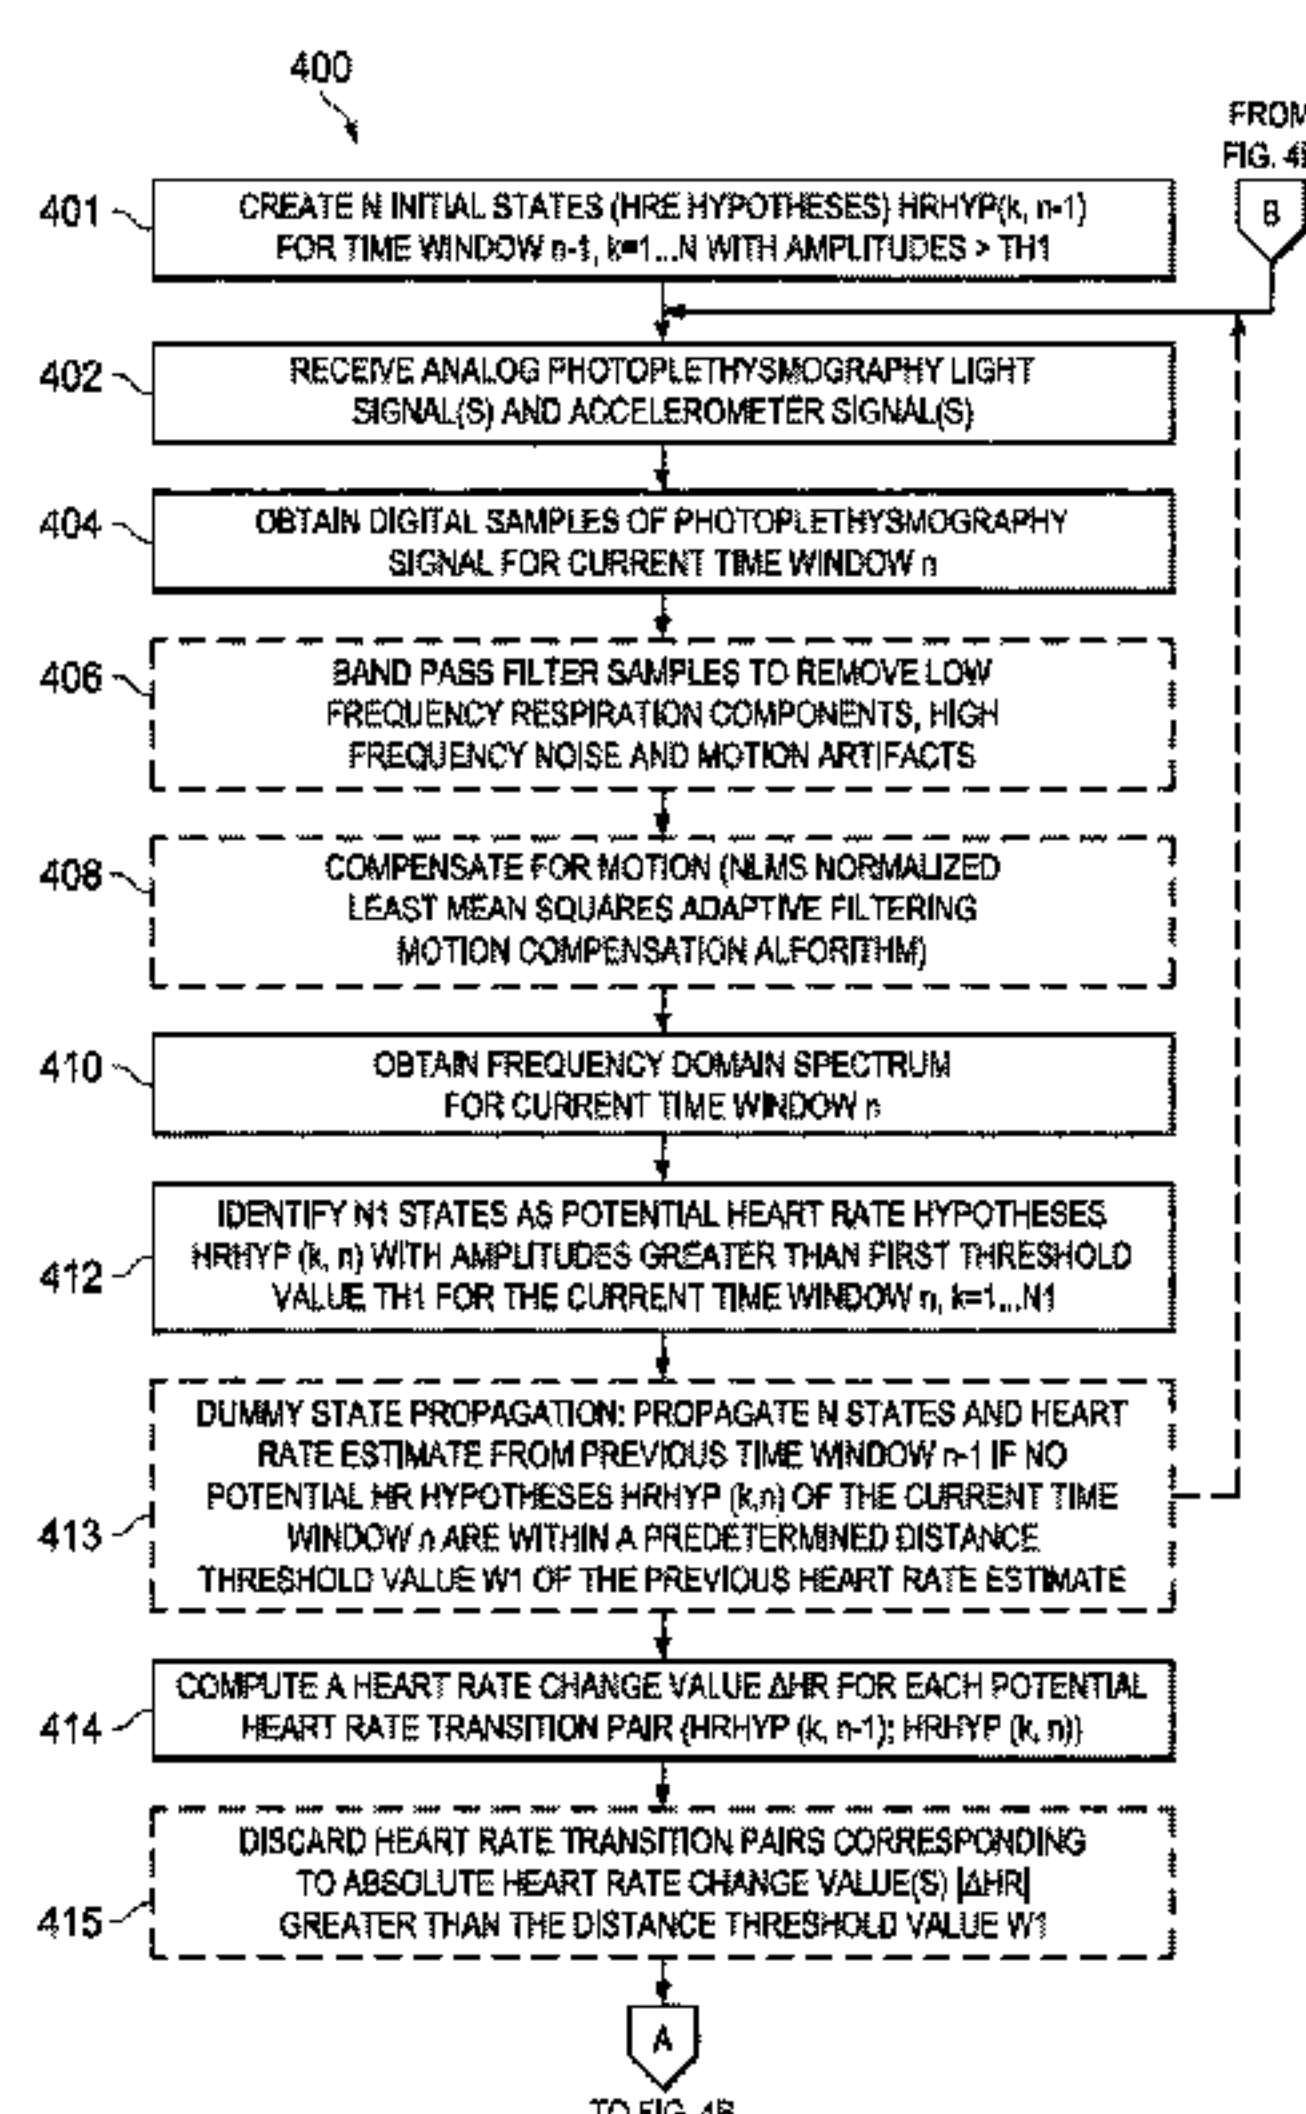 400
FROM
FIG. 4
B
401
CREATE N INITIAL STATES (HRE HYPOTHESES) HRHYP(k, n-1)
FOR TIME WINDOW n-1, k=1...N WITH AMPLITUDES > TH1
402
RECEIVE ANALOG PHOTOPLETHYSMOGRAPHY LIGHT
SIGNAL(S) AND ACCELEROMETER SIGNAL(S)
404
OBTAIN DIGITAL SAMPLES OF PHOTOPLETHYSMOGRAPHY
SIGNAL FOR CURRENT TIME WINDOW n
406
BAND PASS FILTER SAMPLES TO REMOVE LOW
FREQUENCY RESPIRATION COMPONENTS, HIGH
FREQUENCY NOISE AND MOTION ARTIFACTS
408
COMPENSATE FOR MOTION (NLMS NORMALIZED
LEAST MEAN SQUARES ADAPTIVE FILTERING
MOTION COMPENSATION ALFORITHM)
410
OBTAIN FREQUENCY DOMAIN SPECTRUM
FOR CURRENT TIME WINDOW n
412
IDENTIFY N1 STATES AS POTENTIAL HEART RATE HYPOTHESES
HRHYP (k, n) WITH AMPLITUDES GREATER THAN FIRST THRESHOLD
VALUE TH1 FOR THE CURRENT TIME WINDOW n, k=1...N1
413
DUMMY STATE PROPAGATION: PROPAGATE N STATES AND HEART
RATE ESTIMATE FROM PREVIOUS TIME WINDOW n-1 IF NO
POTENTIAL HR HYPOTHESES HRHYP (k,n) OF THE CURRENT TIME
WINDOW n ARE WITHIN A PREDETERMINED DISTANCE
THRESHOLD VALUE W1 OF THE PREVIOUS HEART RATE ESTIMATE
414
COMPUTE A HEART RATE CHANGE VALUE ΔHR FOR EACH POTENTIAL
HEART RATE TRANSITION PAIR {HRHYP (k, n-1); HRHYP (k, n)}
415
DISCARD HEART RATE TRANSITION PAIRS CORRESPONDING
TO ABSOLUTE HEART RATE CHANGE VALUE(S) |ΔHR|
GREATER THAN THE DISTANCE THRESHOLD VALUE W1
A
TO FIG. 4B